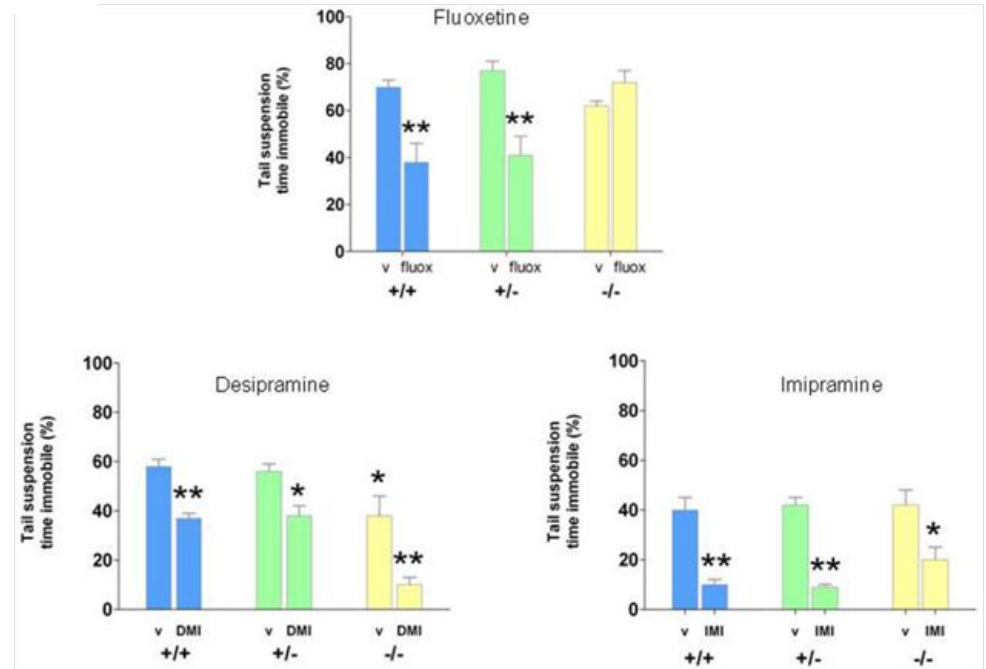 Fluoxetine
100
80
60
40
20
0
Tail suspension
time immobile (%)
**
**
v fluox
v fluox
v fluox
+/+
+/-
-/-
Desipramine
100
80
60
40
20
0
Tail suspension
time immobile (%)
**
*
*
**
v DMI
v DMI
v DMI
+/+
+/-
-/-
Imipramine
100
80
60
40
20
0
Tail suspension
time immobile (%)
**
**
*
v IMI
v IMI
v IMI
+/+
+/-
-/-